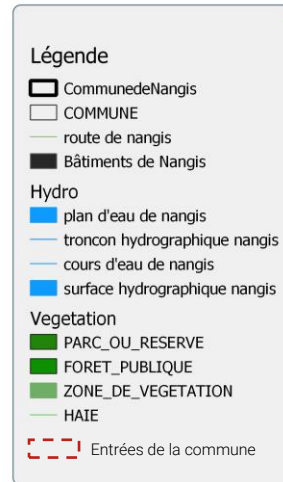 Légende
CommunedeNangis
COMMUNE
route de nangis
Bâtiments de Nangis
Hydro
plan d'eau de nangis
troncon hydrographique nangis
cours d'eau de nangis
surface hydrographique nangis
Vegetation
PARC_OU_RESERVE
FORET_PUBLIQUE
ZONE_DE_VEGETATION
HAIE
Entrées de la commune